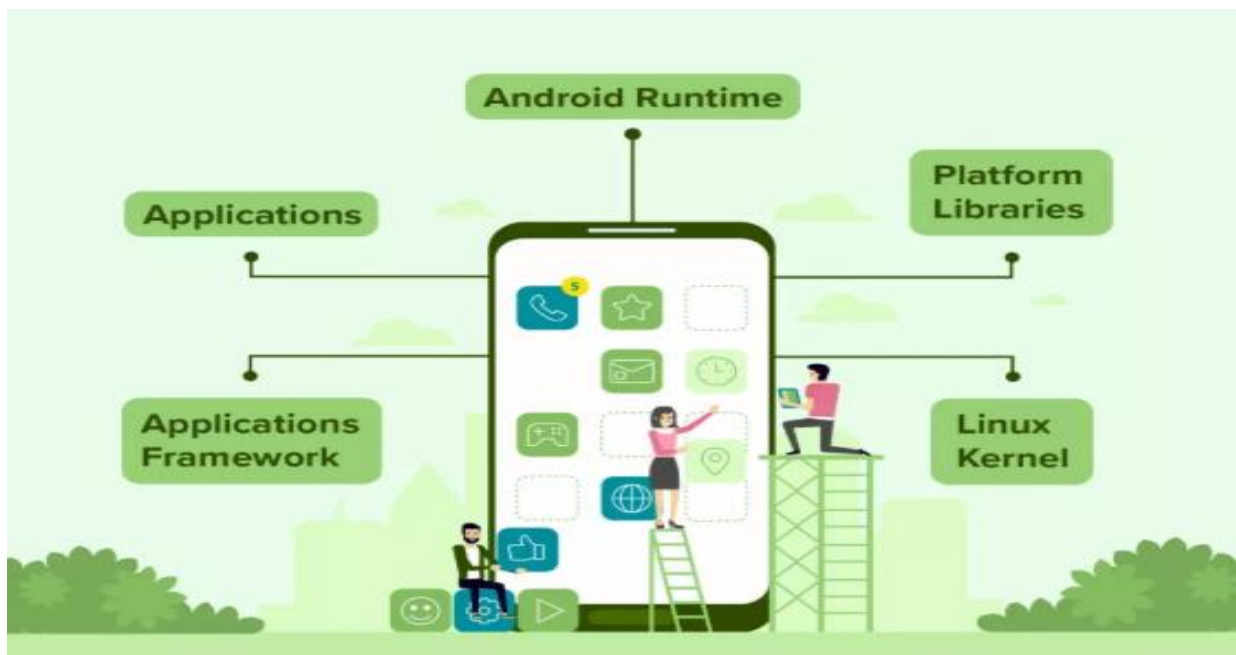 Android Runtime
Applications
Platform
Libraries
5
Applications
Framework
Linux
Kernel